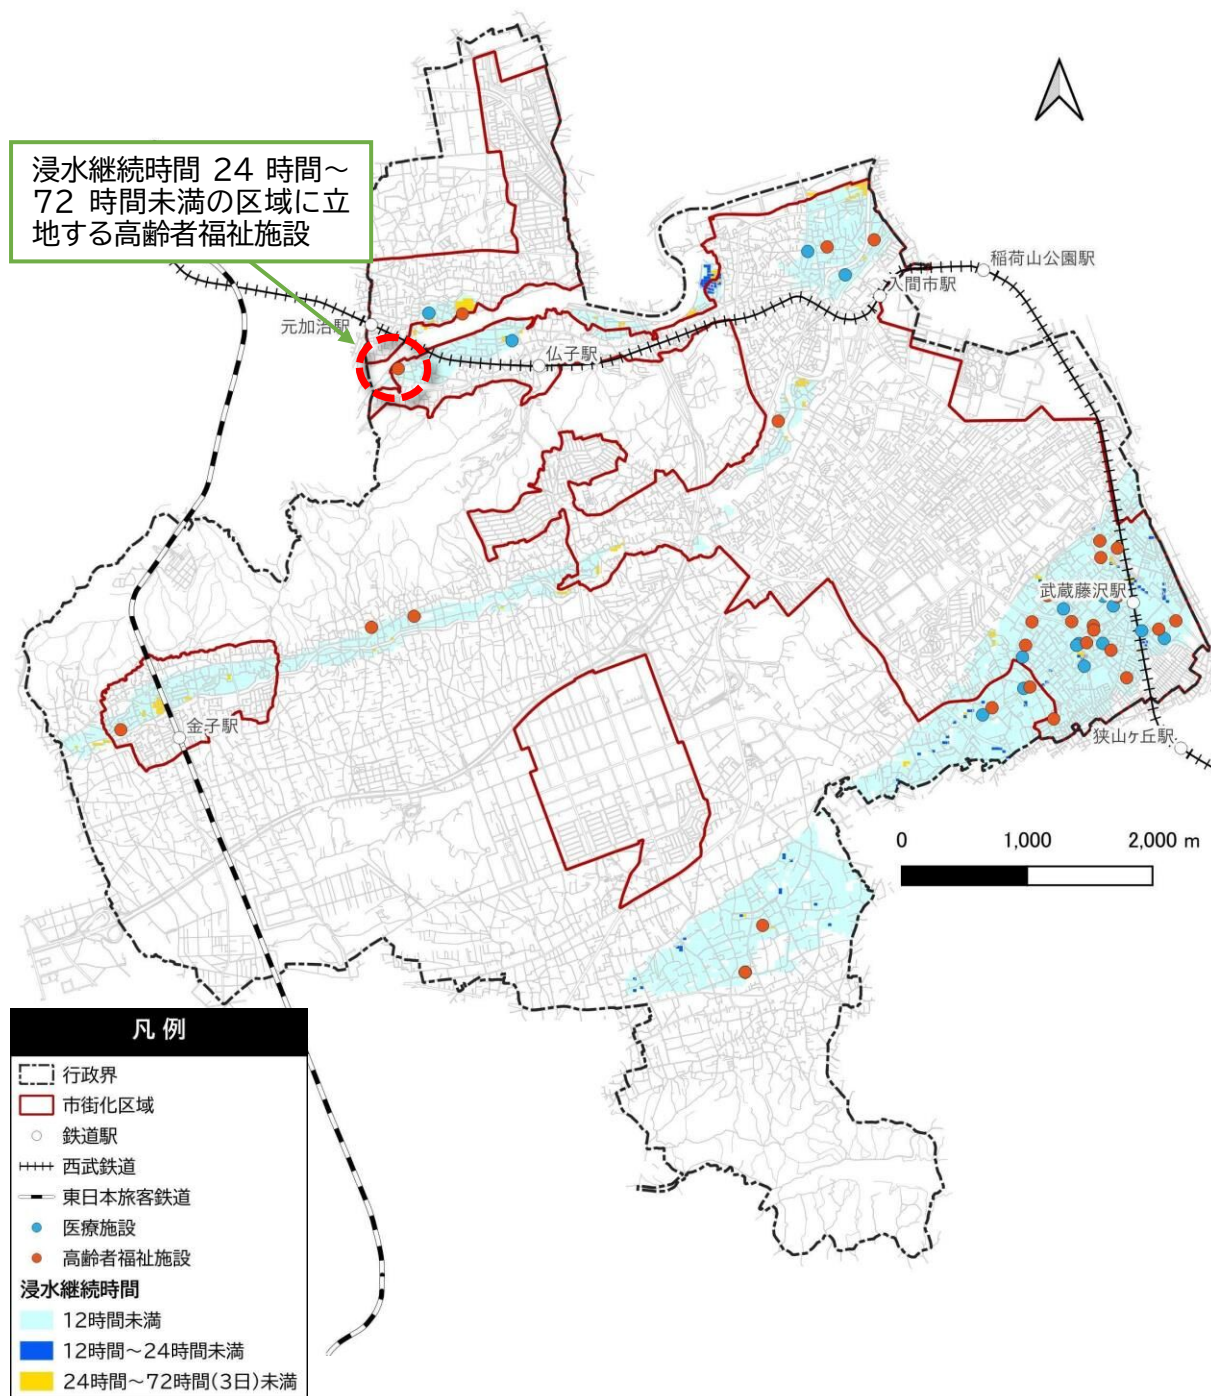 浸水継続時間 24 時間～
72 時間未満の区域に立
地する高齢者福祉施設
稲荷山公園駅
入間市駅
元加治駅
仏子駅
武蔵藤沢駅
金子駅
狭山ヶ丘駅
0 1,000 2,000 m
凡 例
行政界
市街化区域
鉄道駅
西武鉄道
東日本旅客鉄道
医療施設
高齢者福祉施設
浸水継続時間
12時間未満
12時間～24時間未満
24時間～72時間(3日)未満